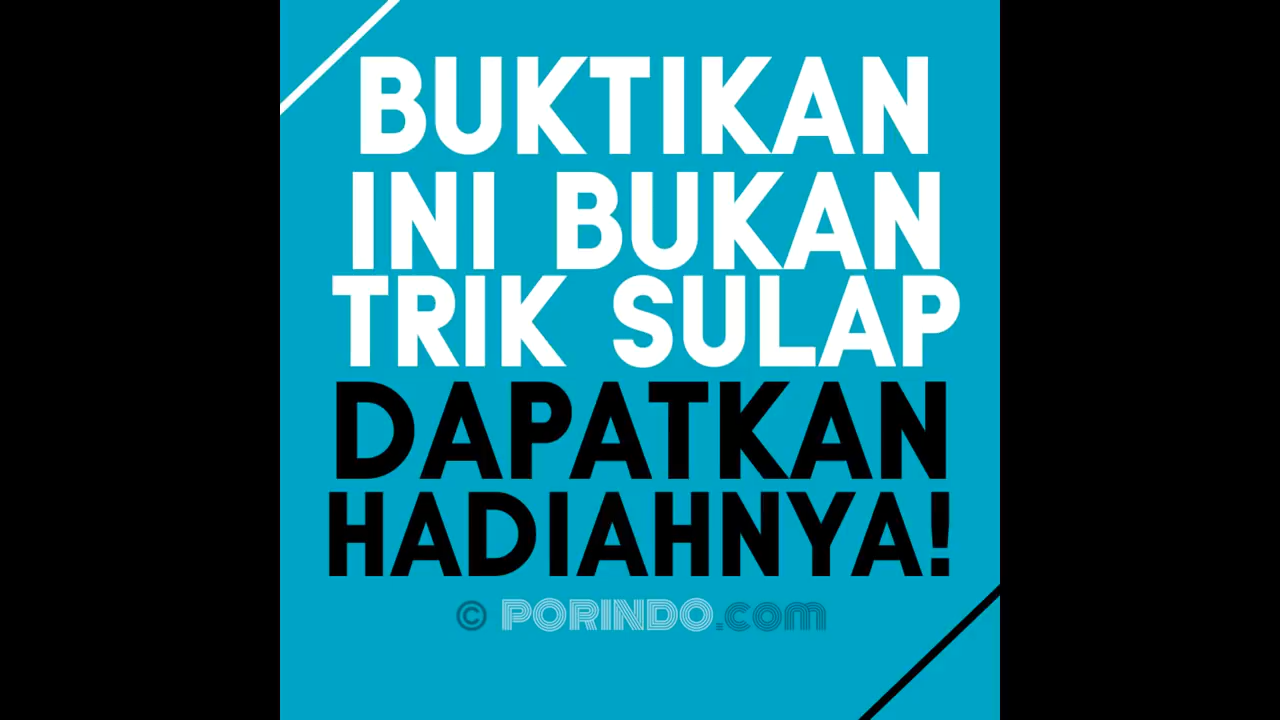 BUKTIKAN
INI BUKAN
TRIK SULAP
DAPATKAN
HADIAHNYA!
© PORINDO.com